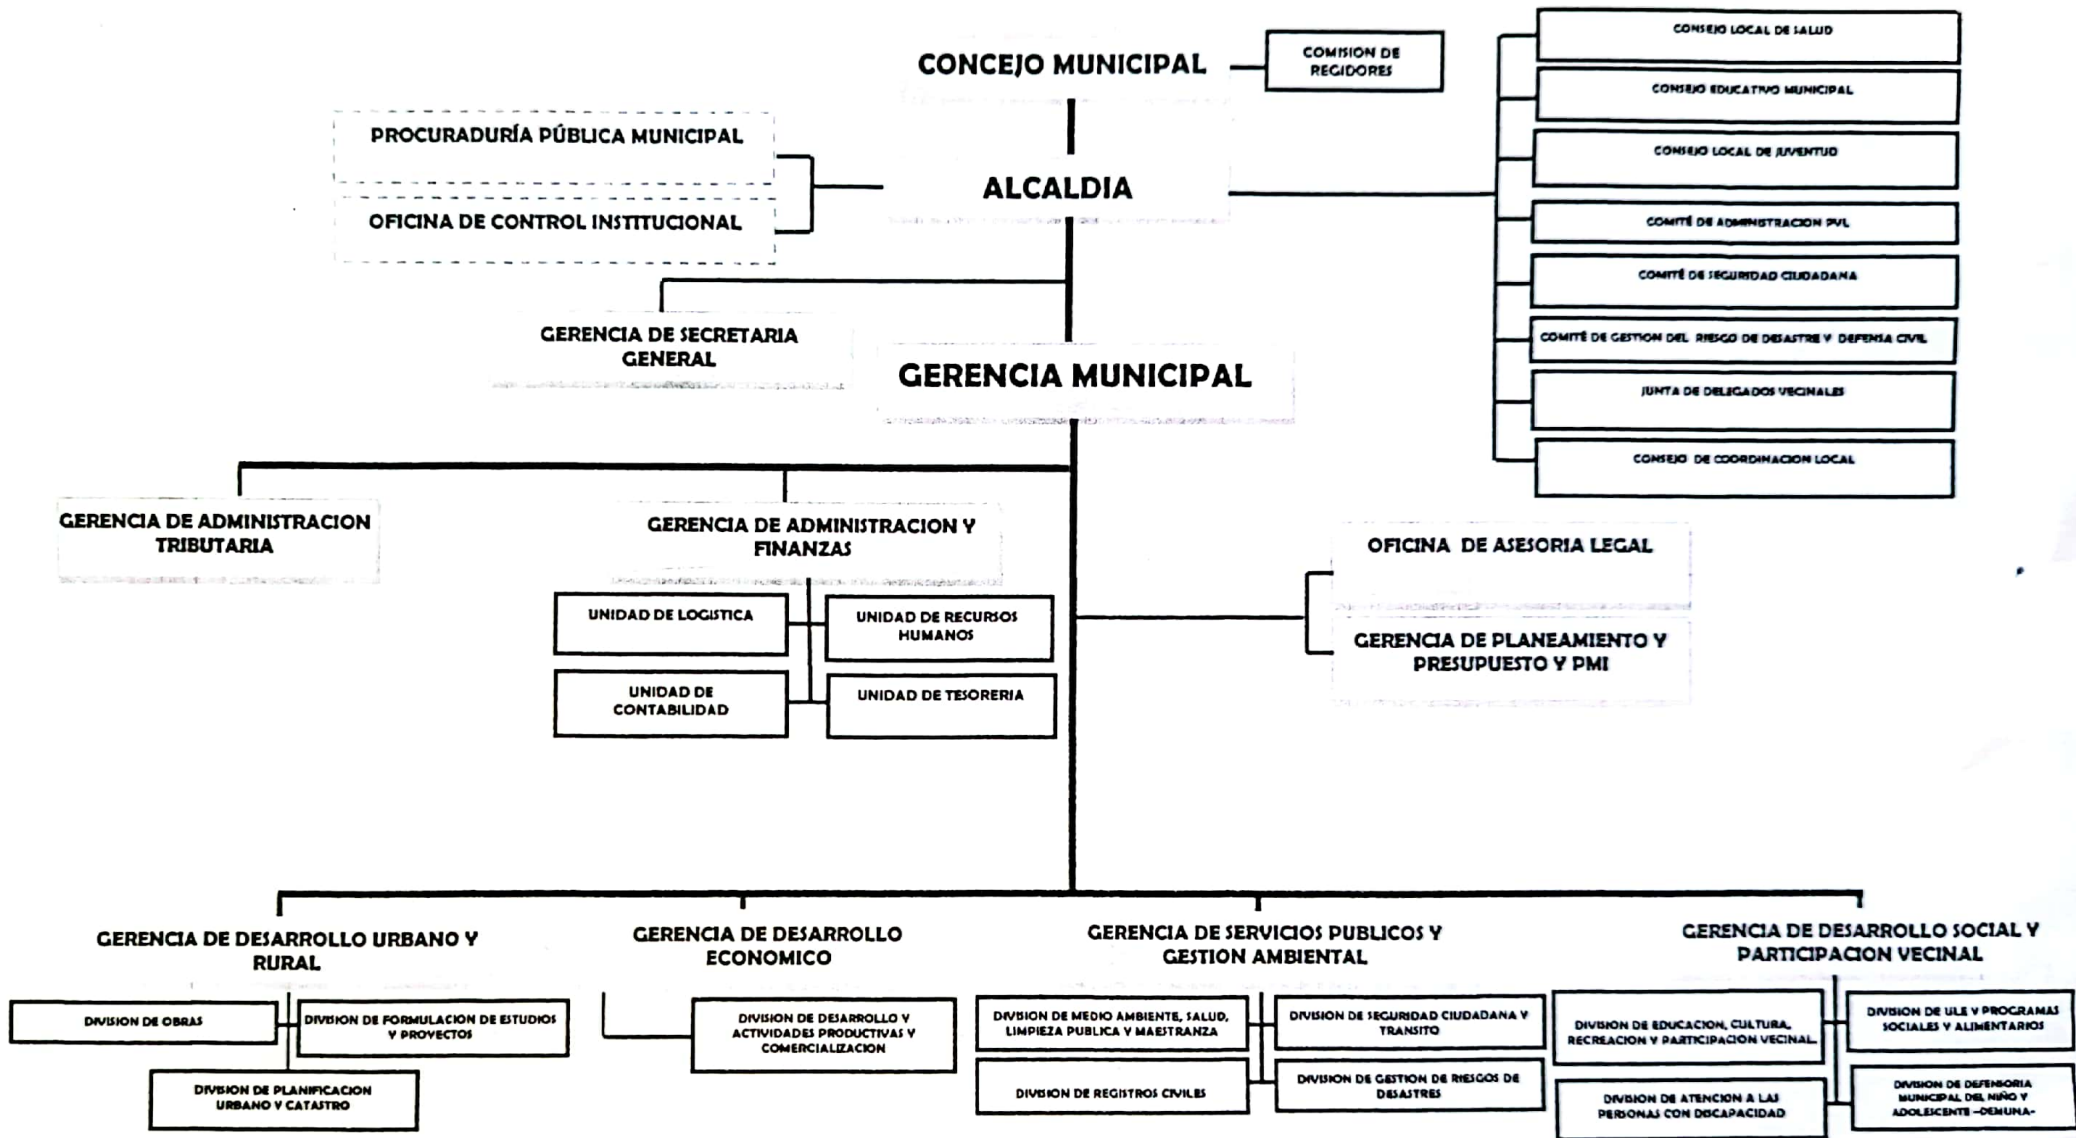 CONCEJO MUNICIPAL
COMISION DE
REGIDORES
CONSEJO LOCAL DE SALUD
CONSEJO EDUCATIVO MUNICIPAL
CONSEJO LOCAL DE JUVENTUD
COMITÉ DE ADMINISTRACION PVL
COMITÉ DE SEGURIDAD CIUDADANA
COMITÉ DE GESTION DEL RIESGO DE DESASTRE Y DEFENSA CIVIL
JUNTA DE DELEGADOS VECINALES
CONSEJO DE COORDINACION LOCAL
PROCURADURÍA PÚBLICA MUNICIPAL
OFICINA DE CONTROL INSTITUCIONAL
ALCALDIA
GERENCIA DE SECRETARIA
GENERAL
GERENCIA MUNICIPAL
GERENCIA DE ADMINISTRACION
TRIBUTARIA
GERENCIA DE ADMINISTRACION Y
FINANZAS
UNIDAD DE LOGISTICA
UNIDAD DE RECURSOS
HUMANOS
UNIDAD DE
CONTABILIDAD
UNIDAD DE TESORERIA
OFICINA DE ASESORIA LEGAL
GERENCIA DE PLANEAMIENTO Y
PRESUPUESTO Y PMI
GERENCIA DE DESARROLLO URBANO Y
RURAL
DIVISION DE OBRAS
DIVISION DE FORMULACION DE ESTUDIOS
Y PROYECTOS
DIVISION DE PLANIFICACION
URBANO Y CATASTRO
GERENCIA DE DESARROLLO
ECONOMICO
DIVISION DE DESARROLLO Y
ACTIVIDADES PRODUCTIVAS Y
COMERCIALIZACION
GERENCIA DE SERVICIOS PUBLICOS Y
GESTION AMBIENTAL
DIVISION DE MEDIO AMBIENTE, SALUD,
LIMPIEZA PUBLICA Y MAESTRANZA
DIVISION DE SEGURIDAD CIUDADANA Y
TRANSITO
DIVISION DE REGISTROS CIVILES
DIVISION DE GESTION DE RIESGOS DE
DESASTRES
GERENCIA DE DESARROLLO SOCIAL Y
PARTICIPACION VECINAL
DIVISION DE EDUCACION, CULTURA,
RECREACION Y PARTICIPACION VECINAL.
DIVISION DE ULE Y PROGRAMAS
SOCIALES Y ALIMENTARIOS
DIVISION DE ATENCION A LAS
PERSONAS CON DISCAPACIDAD
DIVISION DE DEFENSORIA
MUNICIPAL DEL NIÑO Y
ADOLESCENTE –DEMUNA-